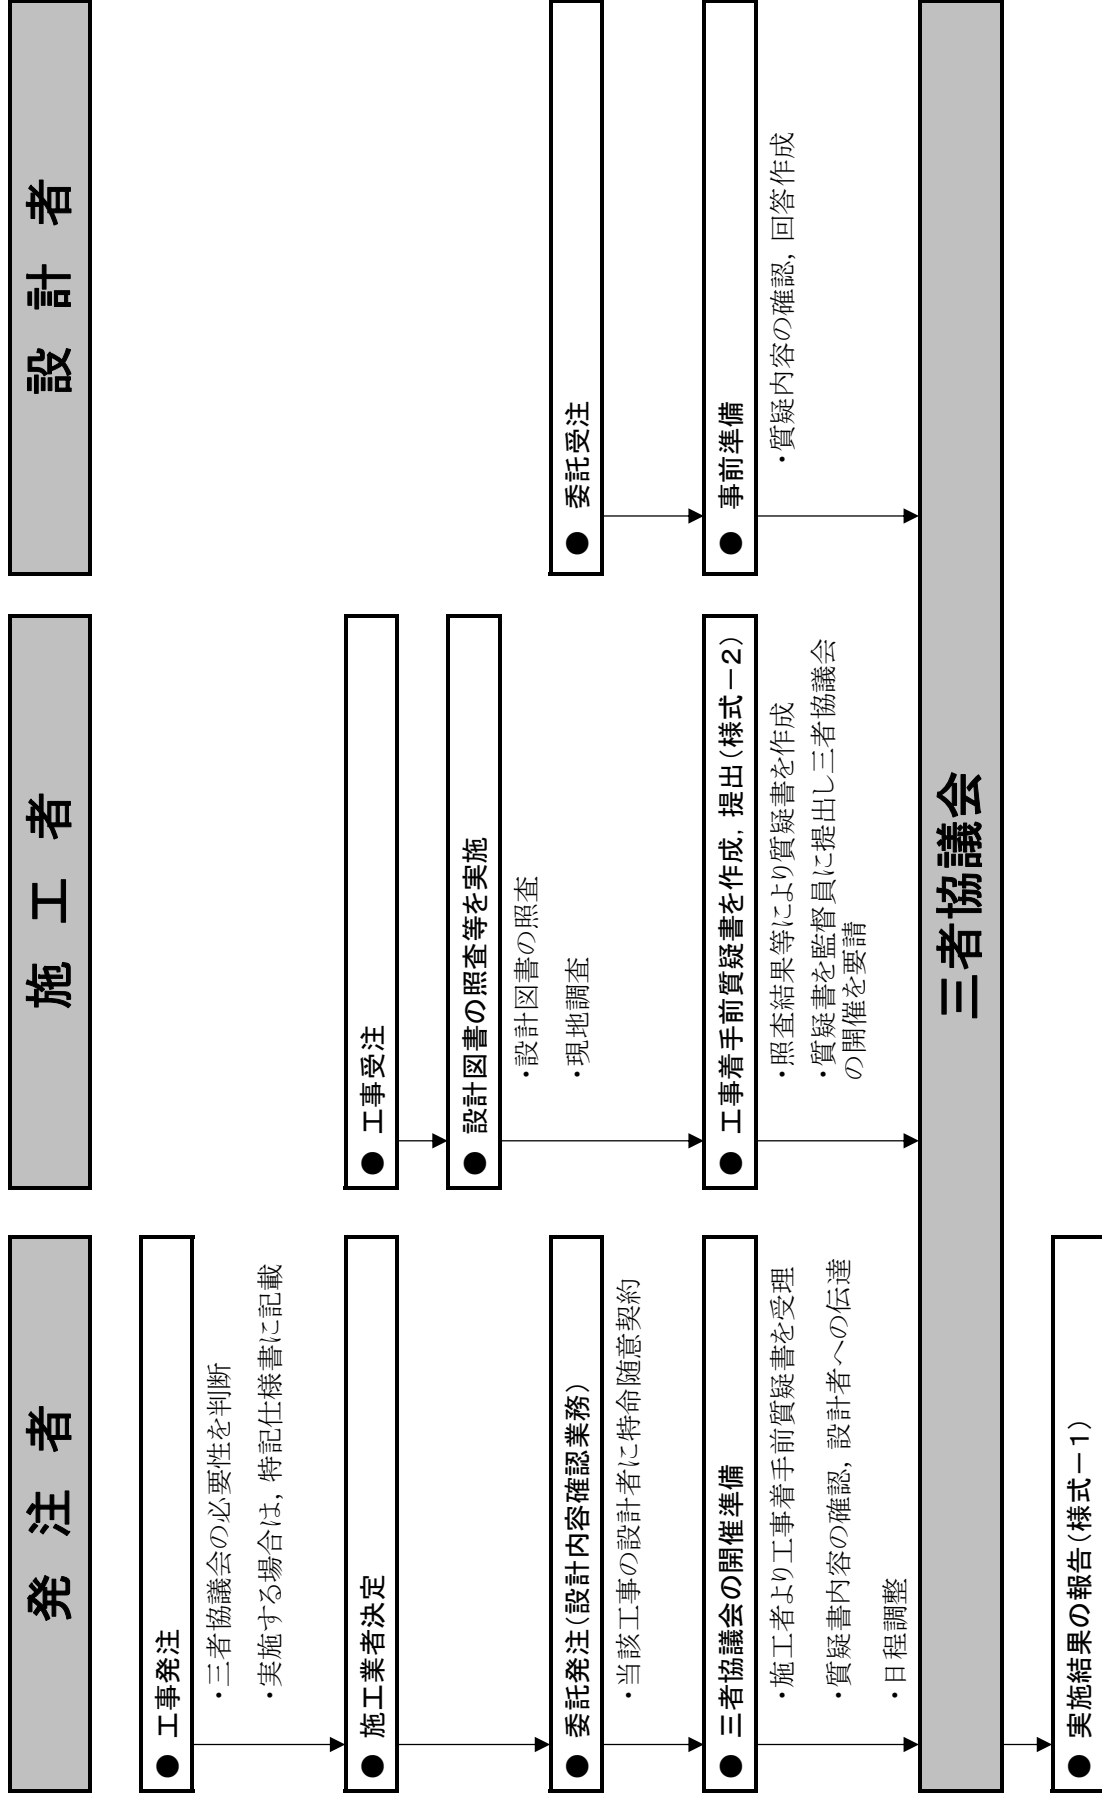 発 注 者
施 工 者
設 計 者
● 工事発注
・三者協議会の必要性を判断
・実施する場合は，特記仕様書に記載
● 施工業者決定
● 工事受注
● 設計図書の照査等を実施
・設計図書の照査
・現地調査
● 委託発注（設計内容確認業務）
・当該工事の設計者に特命随意契約
● 委託受注
● 三者協議会の開催準備
・施工者より工事着手前質疑書を受理
・質疑書内容の確認，設計者への伝達
・日程調整
● 工事着手前質疑書を作成，提出（様式－２）
・照査結果等により質疑書を作成
・質疑書を監督員に提出し三者協議会
の開催を要請
● 事前準備
・質疑内容の確認，回答作成
三者協議会
● 実施結果の報告（様式－１）